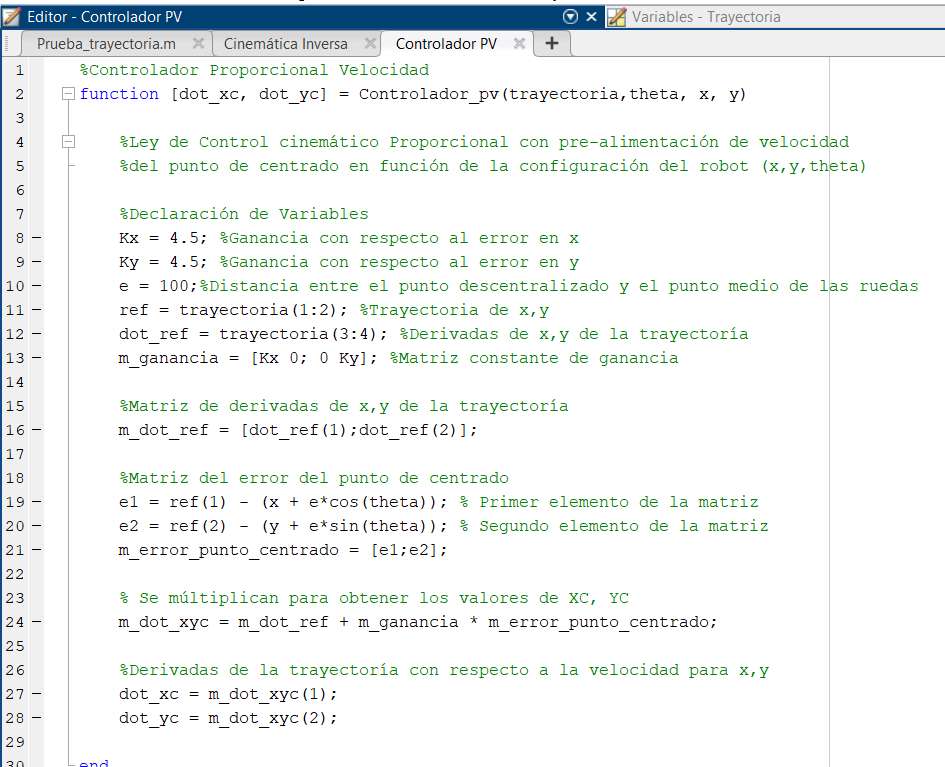 Editor - Controlador PV
Variables - Trayectoria
Prueba_trayectoria.m
Cinemática Inversa
Controlador PV
1 %Controlador Proporcional Velocidad
2 function [dot_xc, dot_yc] = Controlador_pv(trayectoria,theta, x, y)
3
4 %Ley de Control cinemático Proporcional con pre-alimentación de velocidad
5 %del punto de centrado en función de la configuración del robot (x,y,theta)
6
7 %Declaración de Variables
8 Kx = 4.5; %Ganancia con respecto al error en x
9 Ky = 4.5; %Ganancia con respecto al error en y
10 e = 100;%Distancia entre el punto descentralizado y el punto medio de las ruedas
11 ref = trayectoria(1:2); %Trayectoria de x,y
12 dot_ref = trayectoria(3:4); %Derivadas de x,y de la trayectoría
13 m_ganancia = [Kx 0; 0 Ky]; %Matriz constante de ganancia
14
15 %Matriz de derivadas de x,y de la trayectoría
16 m_dot_ref = [dot_ref(1);dot_ref(2)];
17
18 %Matriz del error del punto de centrado
19 e1 = ref(1) - (x + e*cos(theta)); % Primer elemento de la matriz
20 e2 = ref(2) - (y + e*sin(theta)); % Segundo elemento de la matriz
21 m_error_punto_centrado = [e1;e2];
22
23 % Se múltiplican para obtener los valores de XC, YC
24 m_dot_xyc = m_dot_ref + m_ganancia * m_error_punto_centrado;
25
26 %Derivadas de la trayectoría con respecto a la velocidad para x,y
27 dot_xc = m_dot_xyc(1);
28 dot_yc = m_dot_xyc(2);
29
30 end